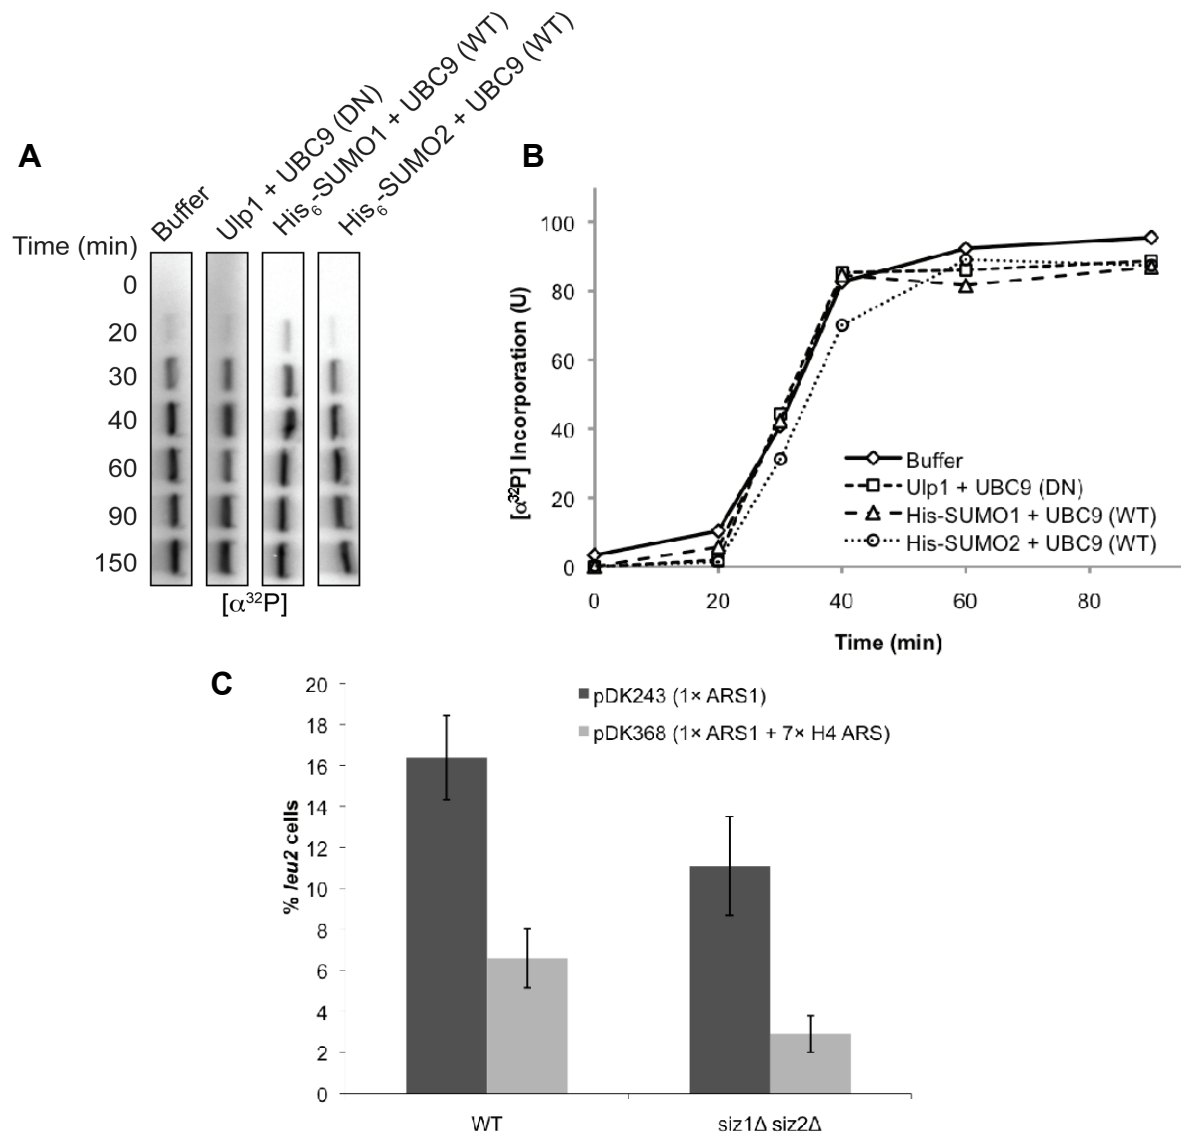 A
Buffer
Ulp1 + UBC9 (DN)
His6-SUMO1 + UBC9 (WT)
His6-SUMO2 + UBC9 (WT)
Time (min)
0
20
30
40
60
90
150
[α32P]
B
[α32P] Incorporation (U)
100
80
60
40
20
0
0 20 40 60 80
Time (min)
Buffer
Ulp1 + UBC9 (DN)
His-SUMO1 + UBC9 (WT)
His-SUMO2 + UBC9 (WT)
C
% leu2 cells
20
18
16
14
12
10
8
6
4
2
0
pDK243 (1× ARS1)
pDK368 (1× ARS1 + 7× H4 ARS)
WT siz1Δ siz2Δ